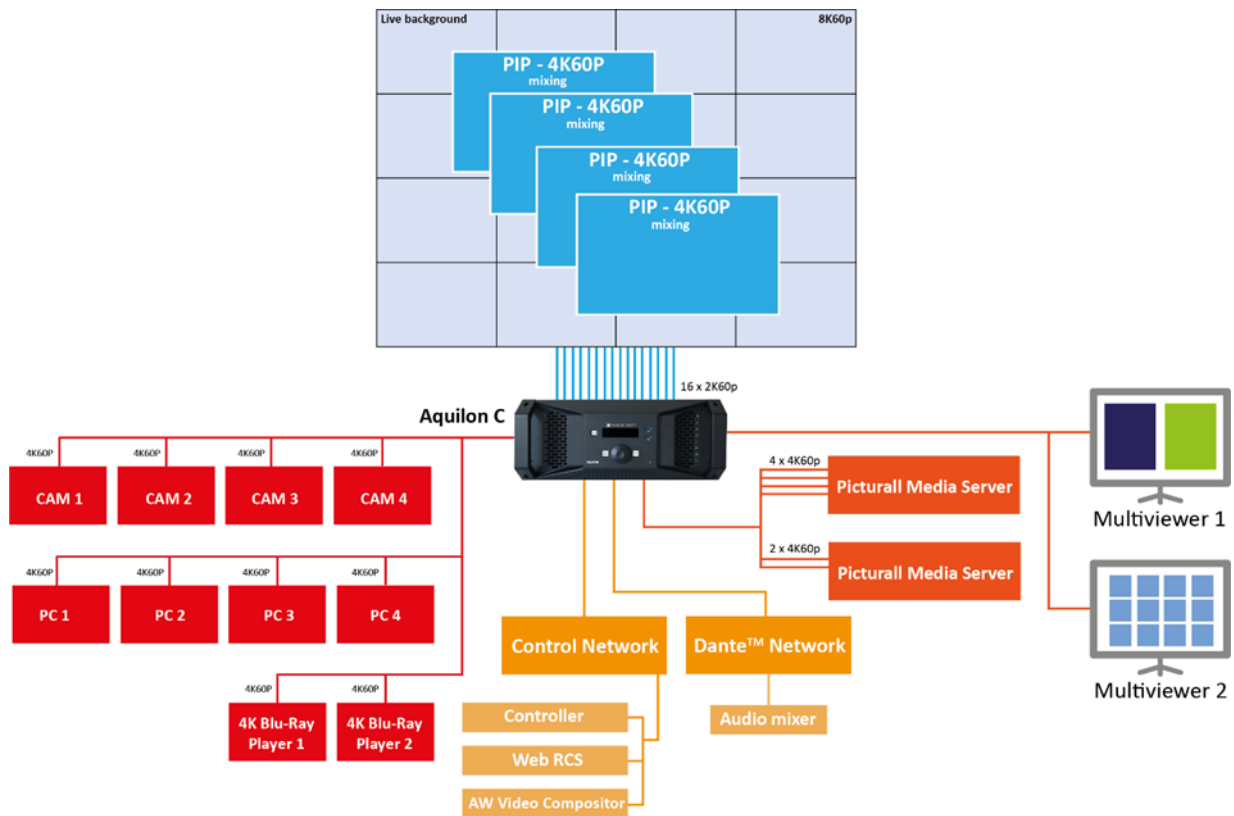 Live background
8K60p
PIP - 4K60P
mixing
PIP - 4K60P
mixing
PIP - 4K60P
mixing
PIP - 4K60P
mixing
16 x 2K60p
Aquilon C
4K60P
4K60P
4K60P
4K60P
CAM 1
CAM 2
CAM 3
CAM 4
4K60P
4K60P
4K60P
4K60P
PC 1
PC 2
PC 3
PC 4
4K60P
4K60P
4K Blu-Ray
Player 1
4K Blu-Ray
Player 2
4 x 4K60p
Picturall Media Server
2 x 4K60p
Picturall Media Server
Multiviewer 1
Multiviewer 2
Control Network
Controller
Web RCS
AW Video Compositor
Dante™ Network
Audio mixer